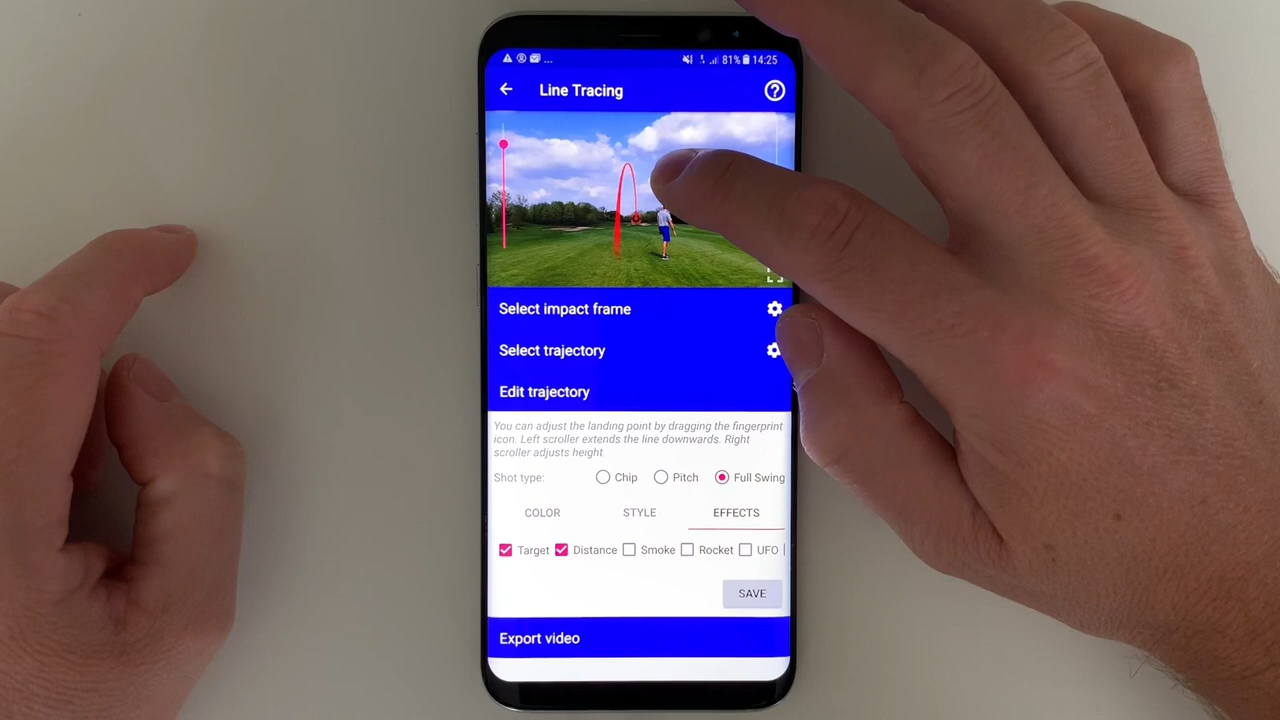 ... 81% 14:25
Line Tracing
Select impact frame
Select trajectory
Edit trajectory
You can adjust the landing point by dragging the fingerprint
icon. Left scroller extends the line downwards. Right
scroller adjusts height
Shot type: Chip Pitch Full Swing
COLOR STYLE EFFECTS
Target Distance Smoke Rocket UFO
SAVE
Export video